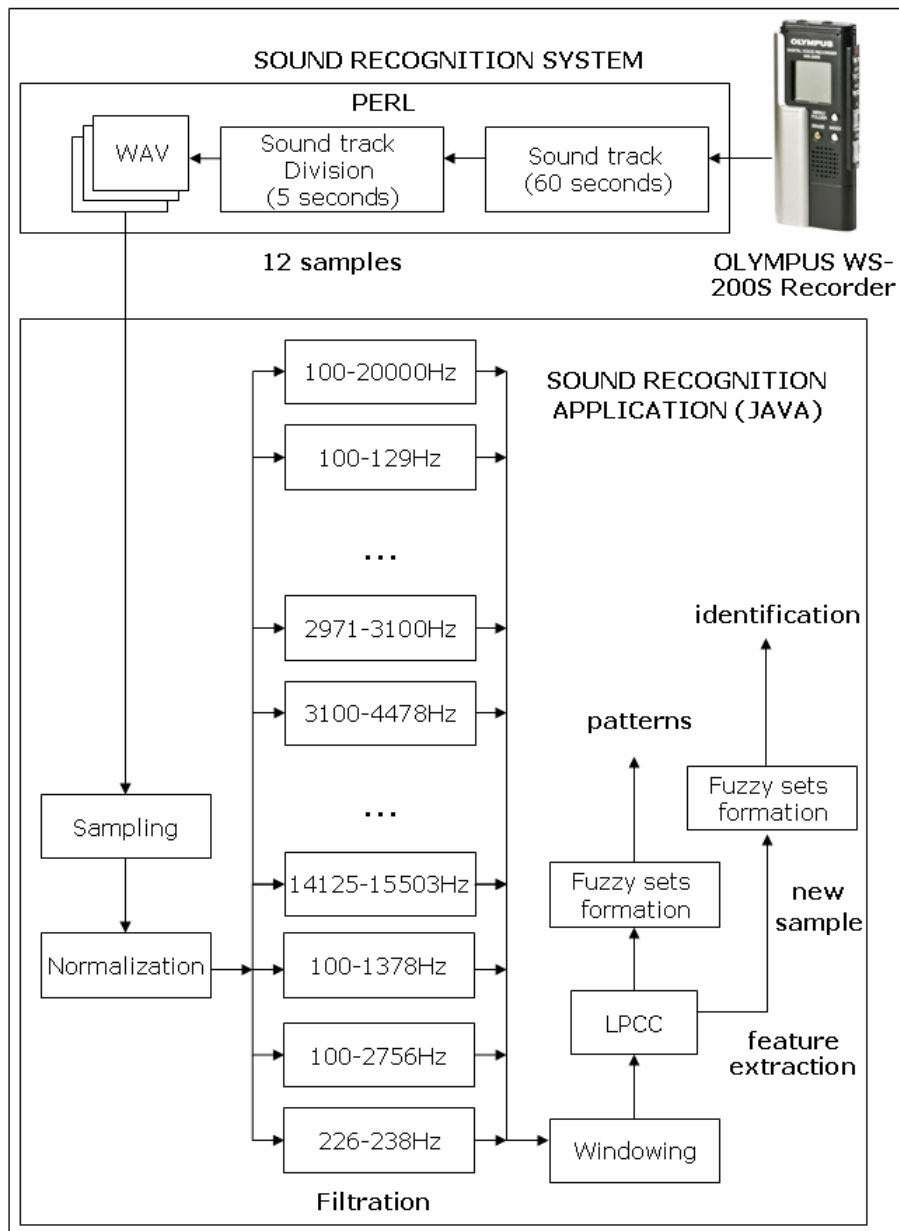 SOUND RECOGNITION SYSTEM
OLYMPUS
PERL
WAV
Sound track
Division
(5 seconds)
Sound track
(60 seconds)
12 samples
OLYMPUS WS-
200S Recorder
SOUND RECOGNITION
APPLICATION (JAVA)
100-20000Hz
100-129Hz
...
2971-3100Hz
3100-4478Hz
...
14125-15503Hz
100-1378Hz
100-2756Hz
226-238Hz
Filtration
Sampling
Normalization
Windowing
LPCC
feature
extraction
Fuzzy sets
formation
patterns
new
sample
Fuzzy sets
formation
identification